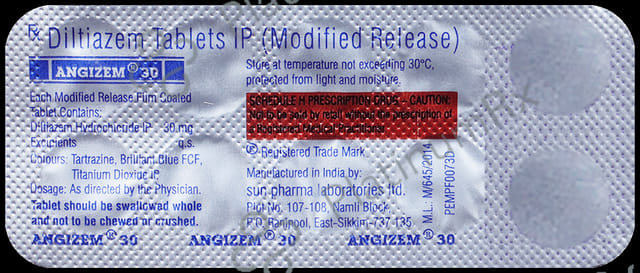 Rx Diltiazem Tablets IP (Modified Release)
ANGIZEM® 30
Each Modified Release Film Coated
Tablet Contains:
Diltiazem Hydrochloride IP 30 mg
Excipients q.s.
Colours: Tartrazine, Brilliant Blue FCF,
Titanium Dioxide IP
Dosage: As directed by the Physician.
Tablet should be swallowed whole
and not to be chewed or crushed.
Store at temperature not exceeding 30°C,
protected from light and moisture.
SCHEDULE H PRESCRIPTION DRUG - CAUTION:
Not to be sold by retail without the prescription of
a Registered Medical Practitioner
® Registered Trade Mark
Manufactured in India by:
sun pharma laboratories ltd.
Plot No. 107-108, Namli Block,
P.O. Ranipool, East-Sikkim-737 135
M.L.: M/645/2014
PEMPF0073D
ANGIZEM® 30 ANGIZEM® 30 ANGIZEM® 30